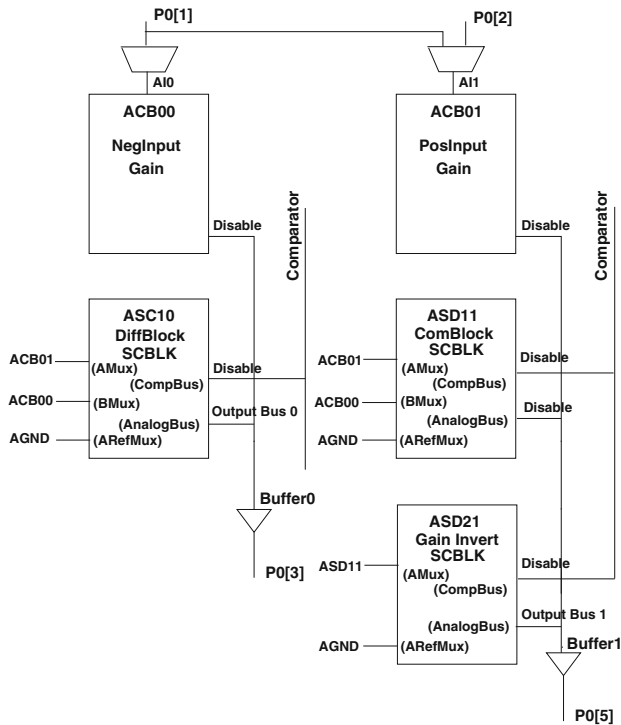 P0[1]
P0[2]
AI0
AI1
ACB00
NegInput
Gain
Disable
Comparator
ACB01
PosInput
Gain
Disable
Comparator
ASC10
DiffBlock
SCBLK
ACB01
(AMux)
(CompBus)
Disable
ACB00
(BMux)
(AnalogBus)
Output Bus 0
AGND
(ARefMux)
ASD11
ComBlock
SCBLK
ACB01
(AMux)
(CompBus)
Disable
ACB00
(BMux)
(AnalogBus)
Disable
AGND
(ARefMux)
Buffer0
P0[3]
ASD21
Gain Invert
SCBLK
ASD11
(AMux)
(CompBus)
Disable
(AnalogBus)
Output Bus 1
AGND
(ARefMux)
Buffer1
P0[5]